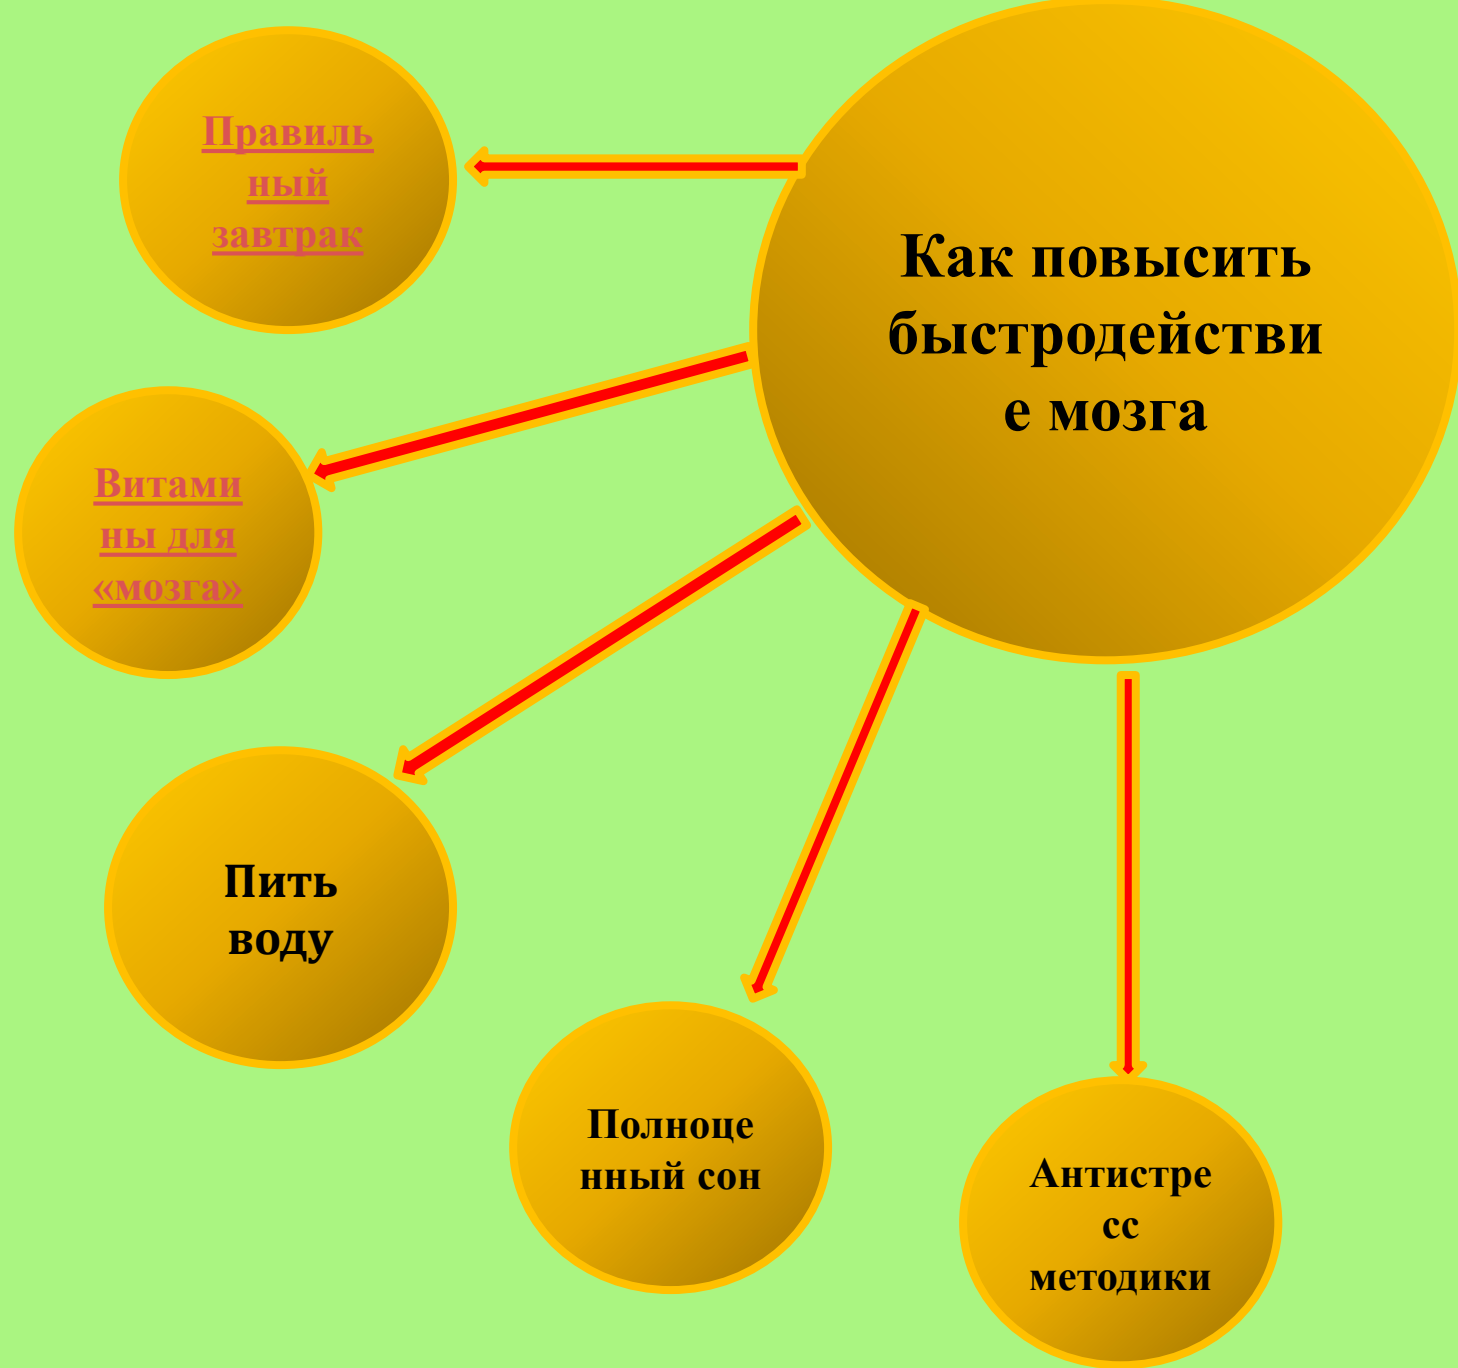 Правиль
ный
завтрак
Как повысить
быстродействи
е мозга
Витами
ны для
«мозга»
Пить
воду
Полноце
нный сон
Антистре
сс
методики